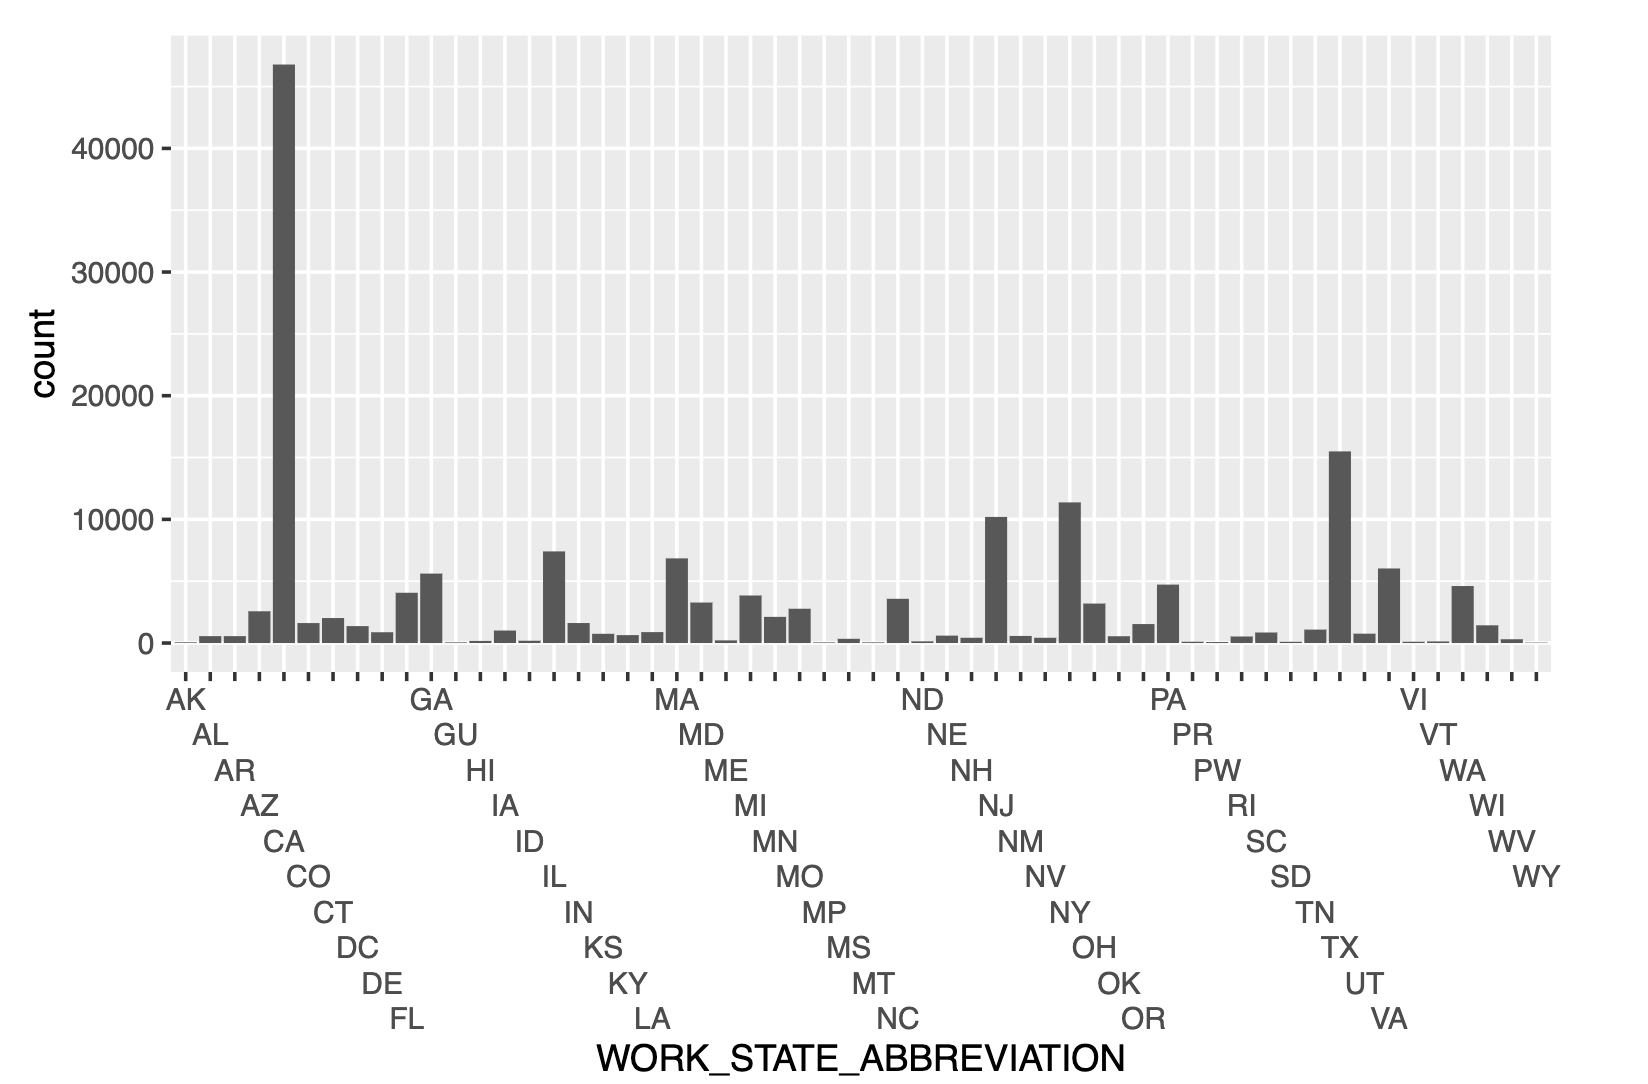 count
40000
30000
20000
10000
0
AK GA MA ND PA VI
AL GU MD NE PR VT
AR HI ME NH PW WA
AZ IA MI NJ RI WI
CA ID MN NM SC WV
CO IL MO NV SD WY
CT IN MP NY TN
DC KS MS OH TX
DE KY MT OK UT
FL LA NC OR VA
WORK_STATE_ABBREVIATION